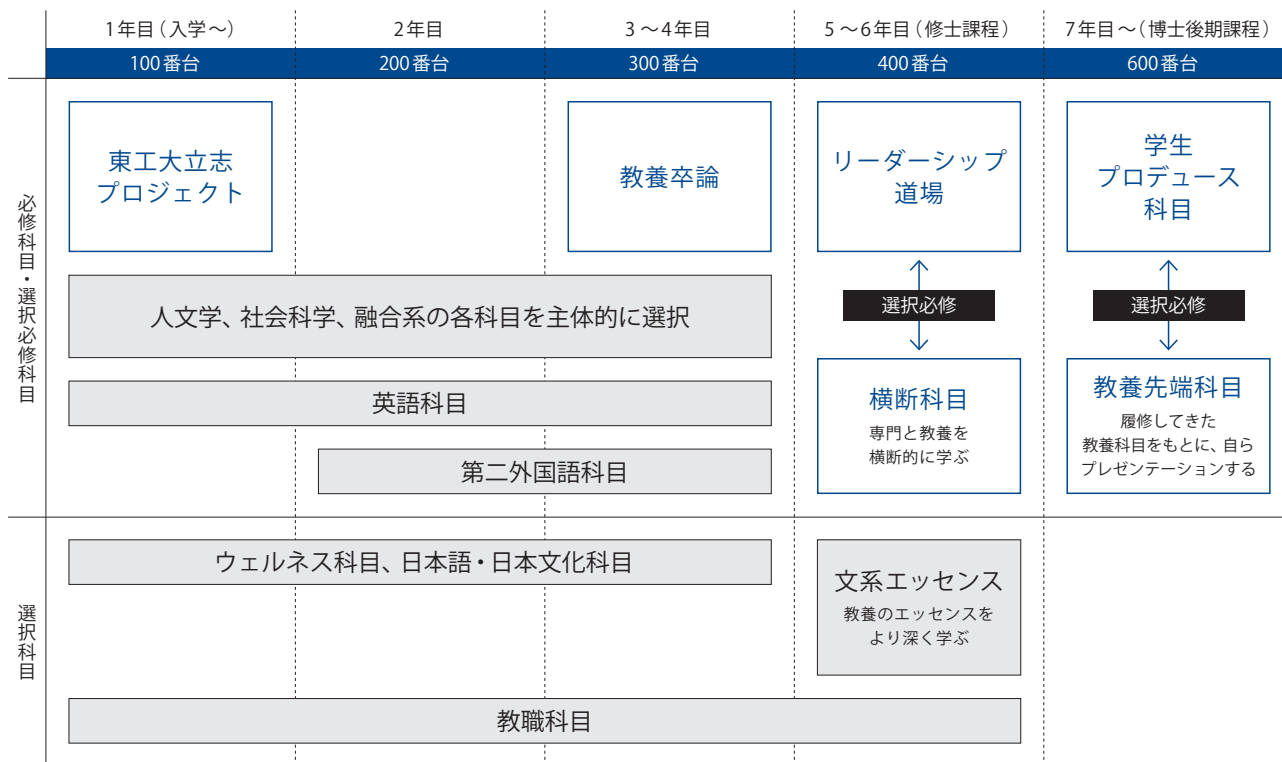 1年目(入学〜)
2年目
3〜4年目
5〜6年目(修士課程)
7年目〜(博士後期課程)
100番台
200番台
300番台
400番台
600番台
必修科目・選択必修科目
東工大立志
プロジェクト
教養卒論
リーダーシップ
道場
学生
プロデュース
科目
人文学、社会科学、融合系の各科目を主体的に選択
選択必修
選択必修
英語科目
横断科目
専門と教養を
横断的に学ぶ
教養先端科目
履修してきた
教養科目をもとに、自ら
プレゼンテーションする
第二外国語科目
選択科目
ウェルネス科目、日本語・日本文化科目
文系エッセンス
教養のエッセンスを
より深く学ぶ
教職科目